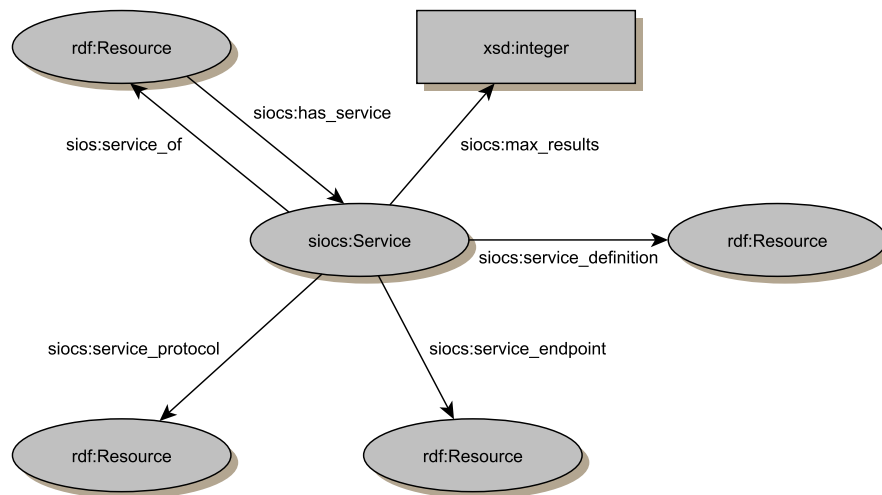 rdf:Resource
xsd:integer
siocs:has_service
sios:service_of
siocs:max_results
siocs:Service
rdf:Resource
siocs:service_definition
siocs:service_protocol
siocs:service_endpoint
rdf:Resource
rdf:Resource